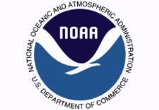 NATIONAL OCEANIC AND ATMOSPHERIC ADMINISTRATION
NOAA
U.S. DEPARTMENT OF COMMERCE